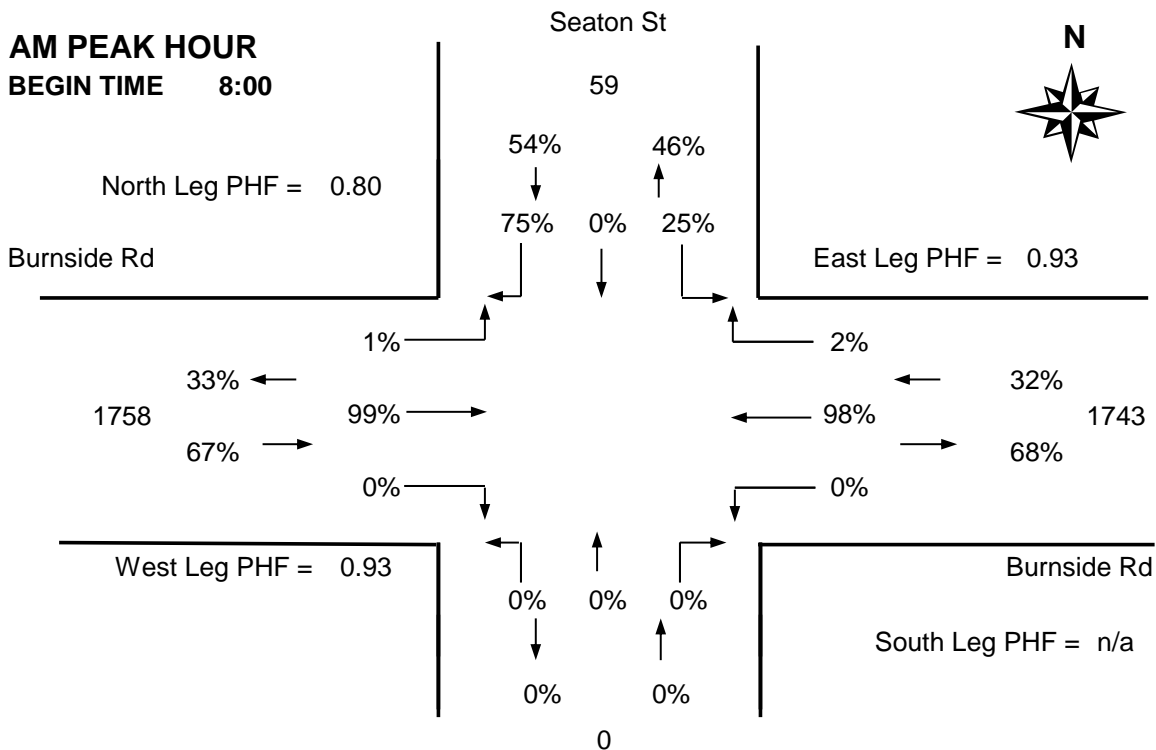 Seaton St
AM PEAK HOUR
N
BEGIN TIME 8:00
59
54% 46%
North Leg PHF = 0.80
75% 0% 25%
Burnside Rd
East Leg PHF = 0.93
1% 2%
33% 32%
1758 99% 98% 1743
67% 68%
0% 0%
West Leg PHF = 0.93
Burnside Rd
0% 0% 0%
South Leg PHF = n/a
0% 0%
0